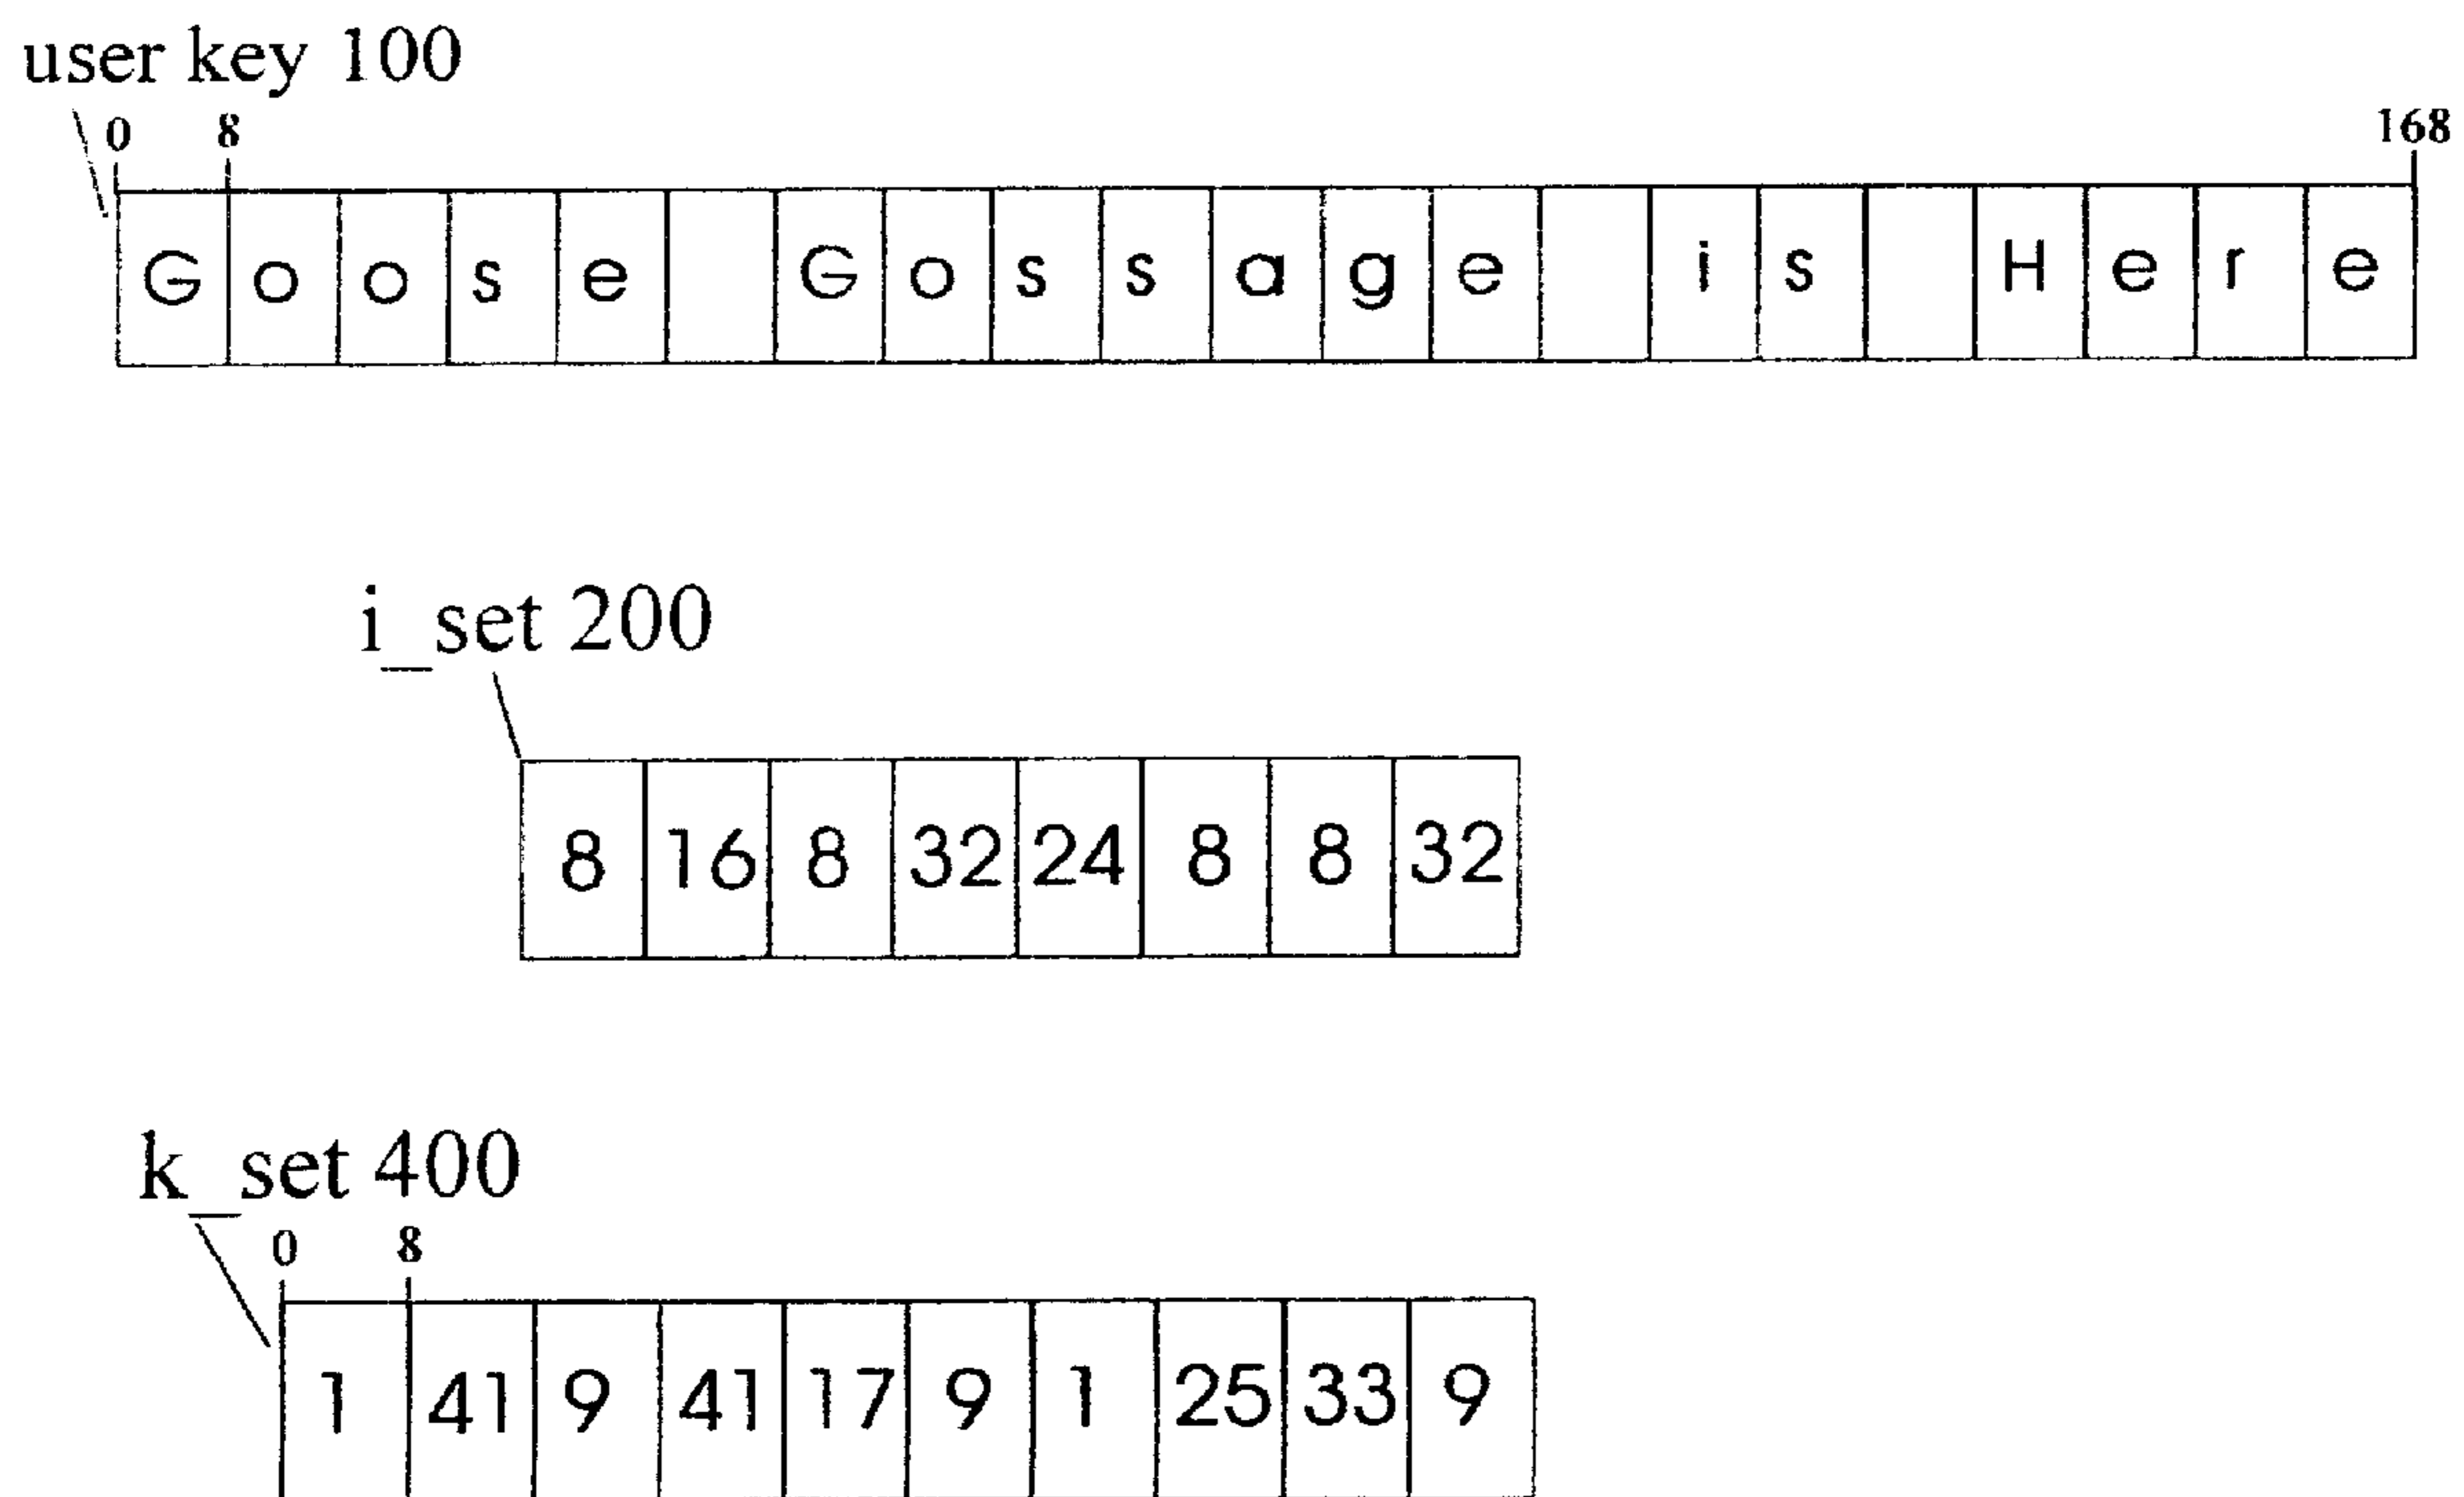 user key 100
0 8 168
G o o s e G o s s a g e i s H e r e
i_set 200
8 16 8 32 24 8 8 32
k_set 400
0 8
1 41 9 41 17 9 1 25 33 9